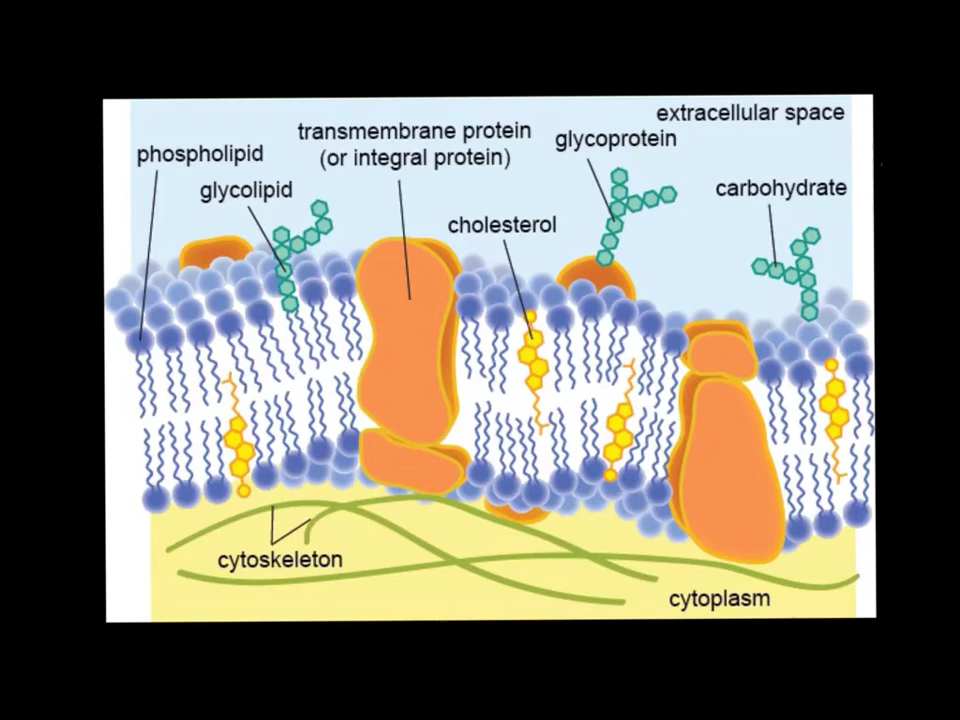 extracellular space
transmembrane protein
(or integral protein)
glycoprotein
phospholipid
glycolipid
carbohydrate
cholesterol
cytoskeleton
cytoplasm